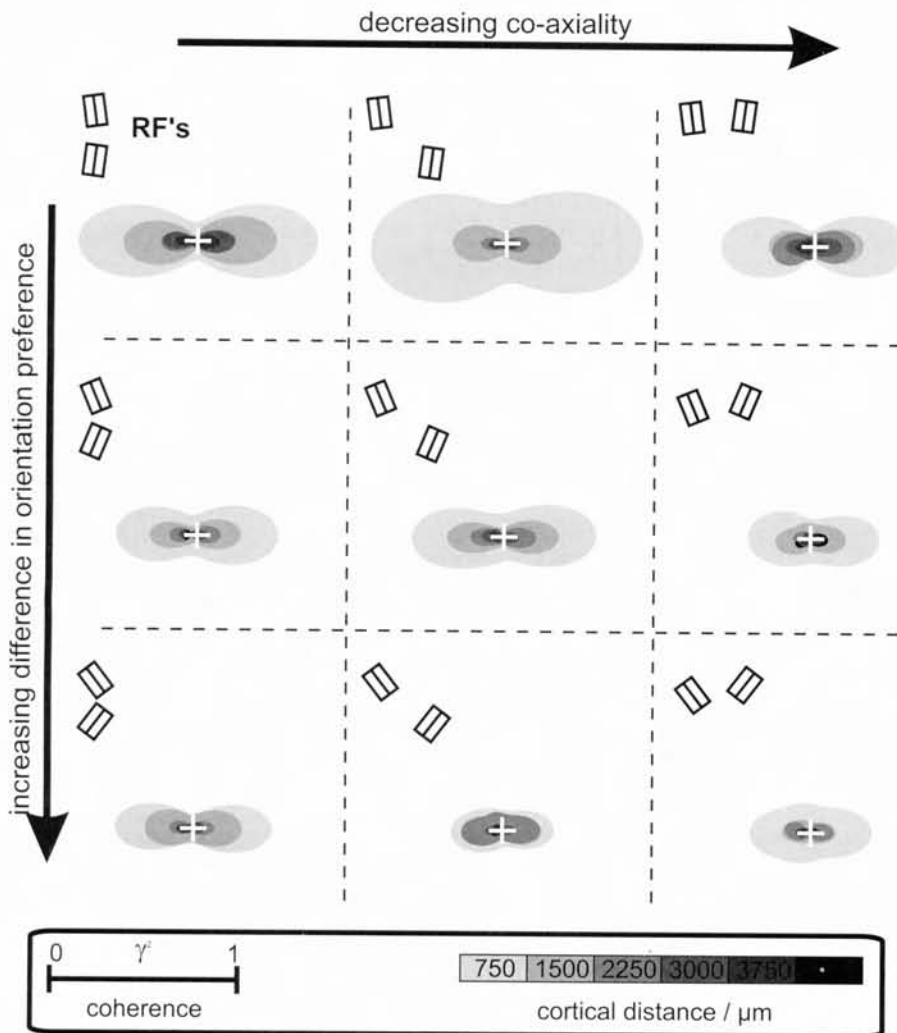 decreasing co-axiality
RF's
increasing difference in orientation preference
0 γ² 1
coherence
750 1500 2250 3000 3750
cortical distance / µm